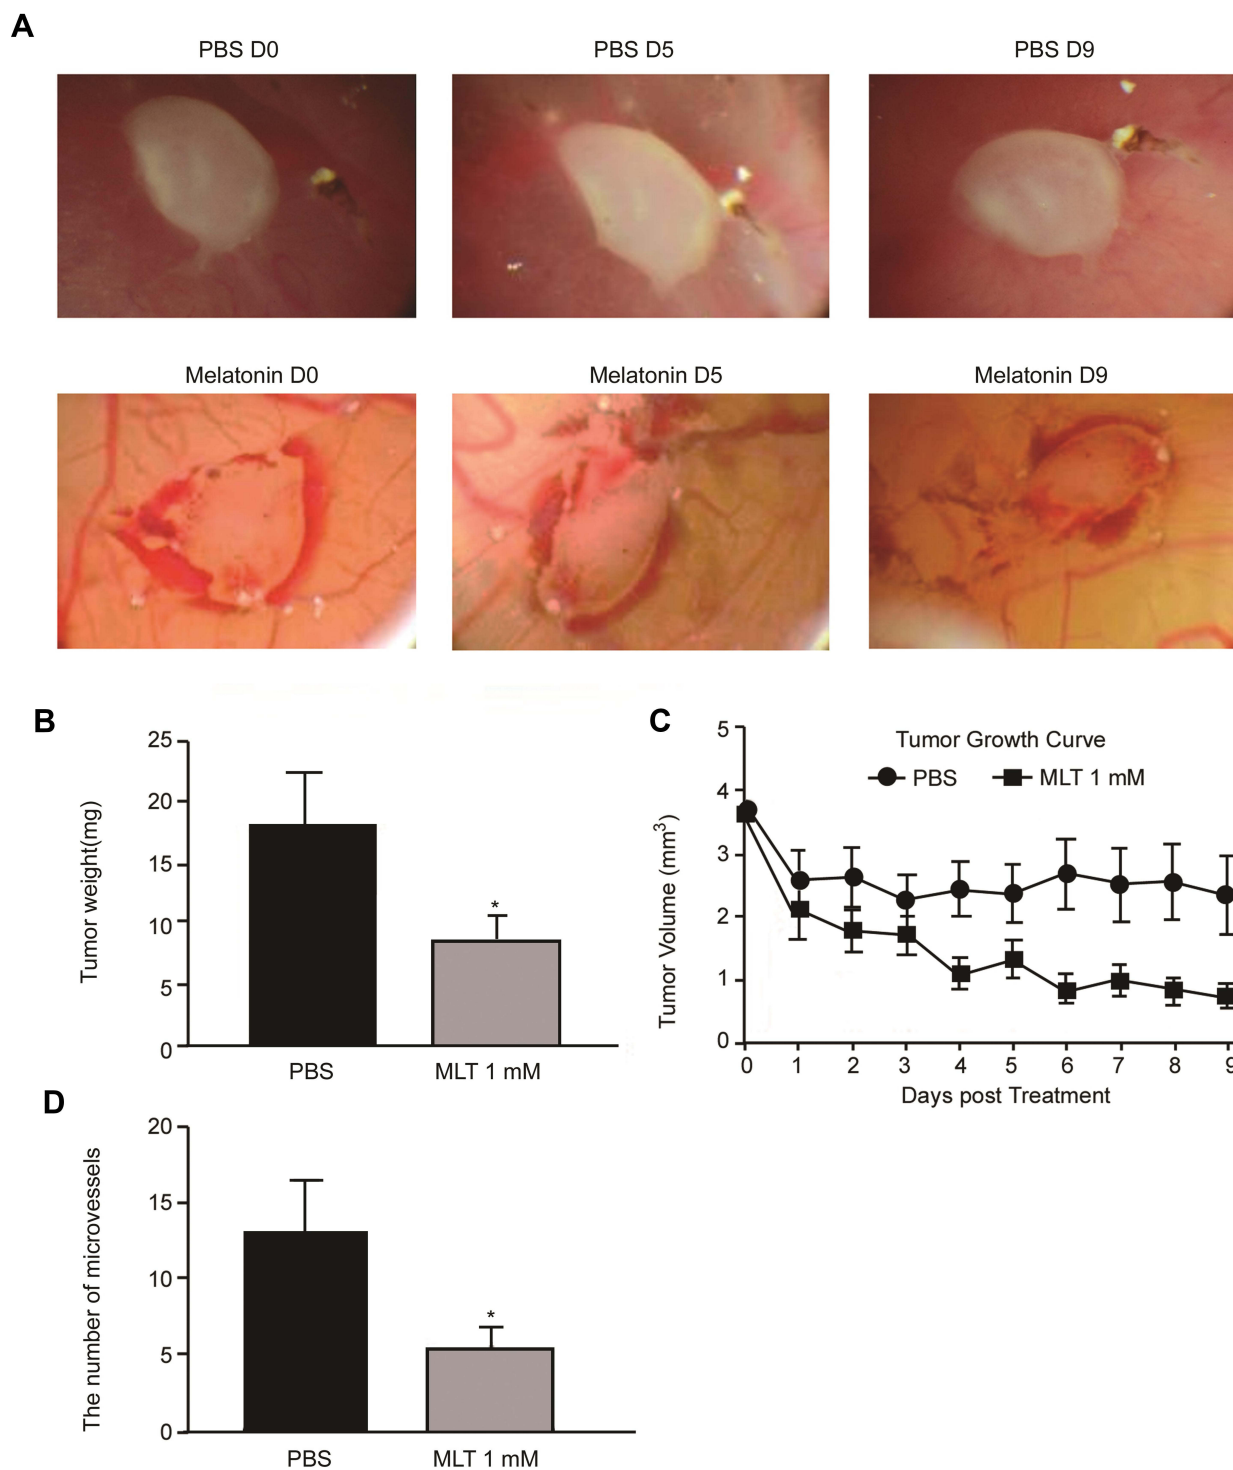 A
PBS D0
PBS D5
PBS D9
Melatonin D0
Melatonin D5
Melatonin D9
B
25
20
15
10
5
0
Tumor weight(mg)
*
PBS
MLT 1 mM
C
Tumor Growth Curve
PBS
MLT 1 mM
5
4
3
2
1
0
Tumor Volume (mm³)
0 1 2 3 4 5 6 7 8 9
Days post Treatment
D
20
15
10
5
0
The number of microvessels
*
PBS
MLT 1 mM